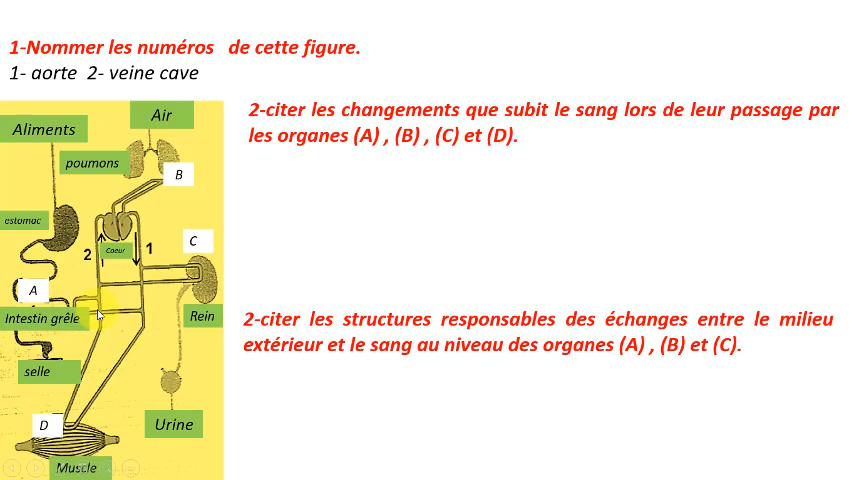 1-Nommer les numéros de cette figure.
1- aorte 2- veine cave
2-citer les changements que subit le sang lors de leur passage par
les organes (A) , (B) , (C) et (D).
Air
Aliments
poumons
B
estomac
Coeur
2
1
C
A
Intestin grêle
Rein
selle
D
Urine
Muscle
2-citer les structures responsables des échanges entre le milieu
extérieur et le sang au niveau des organes (A) , (B) et (C).